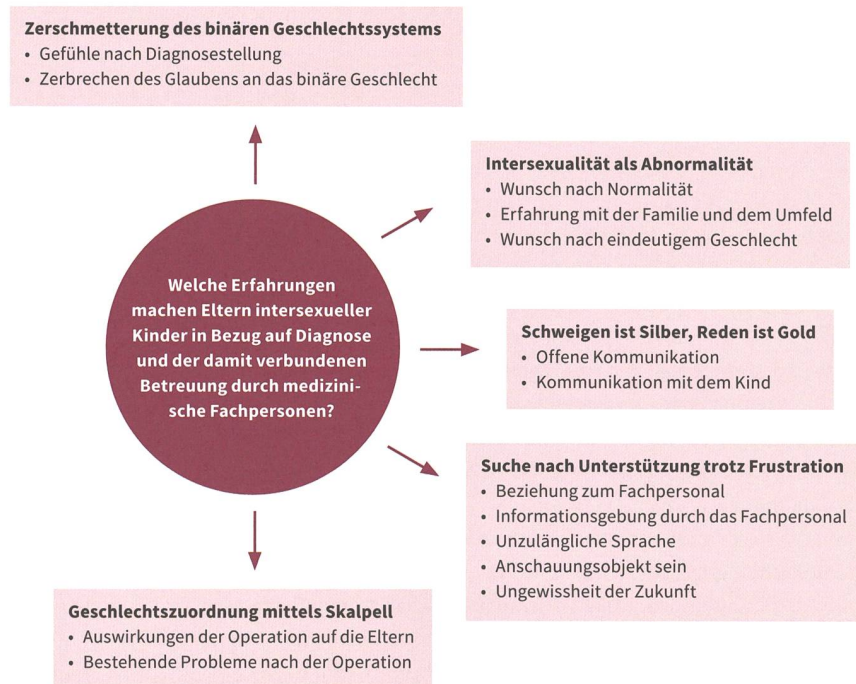 Zerschmetterung des binären Geschlechtssystems
• Gefühle nach Diagnosestellung
• Zerbrechen des Glaubens an das binäre Geschlecht
Intersexualität als Abnormalität
• Wunsch nach Normalität
• Erfahrung mit der Familie und dem Umfeld
• Wunsch nach eindeutigem Geschlecht
Welche Erfahrungen
machen Eltern intersexueller
Kinder in Bezug auf Diagnose
und der damit verbundenen
Betreuung durch medizini-
sche Fachpersonen?
Schweigen ist Silber, Reden ist Gold
• Offene Kommunikation
• Kommunikation mit dem Kind
Suche nach Unterstützung trotz Frustration
• Beziehung zum Fachpersonal
• Informationsgebung durch das Fachpersonal
• Unzulängliche Sprache
• Anschauungsobjekt sein
• Ungewissheit der Zukunft
Geschlechtszuordnung mittels Skalpell
• Auswirkungen der Operation auf die Eltern
• Bestehende Probleme nach der Operation